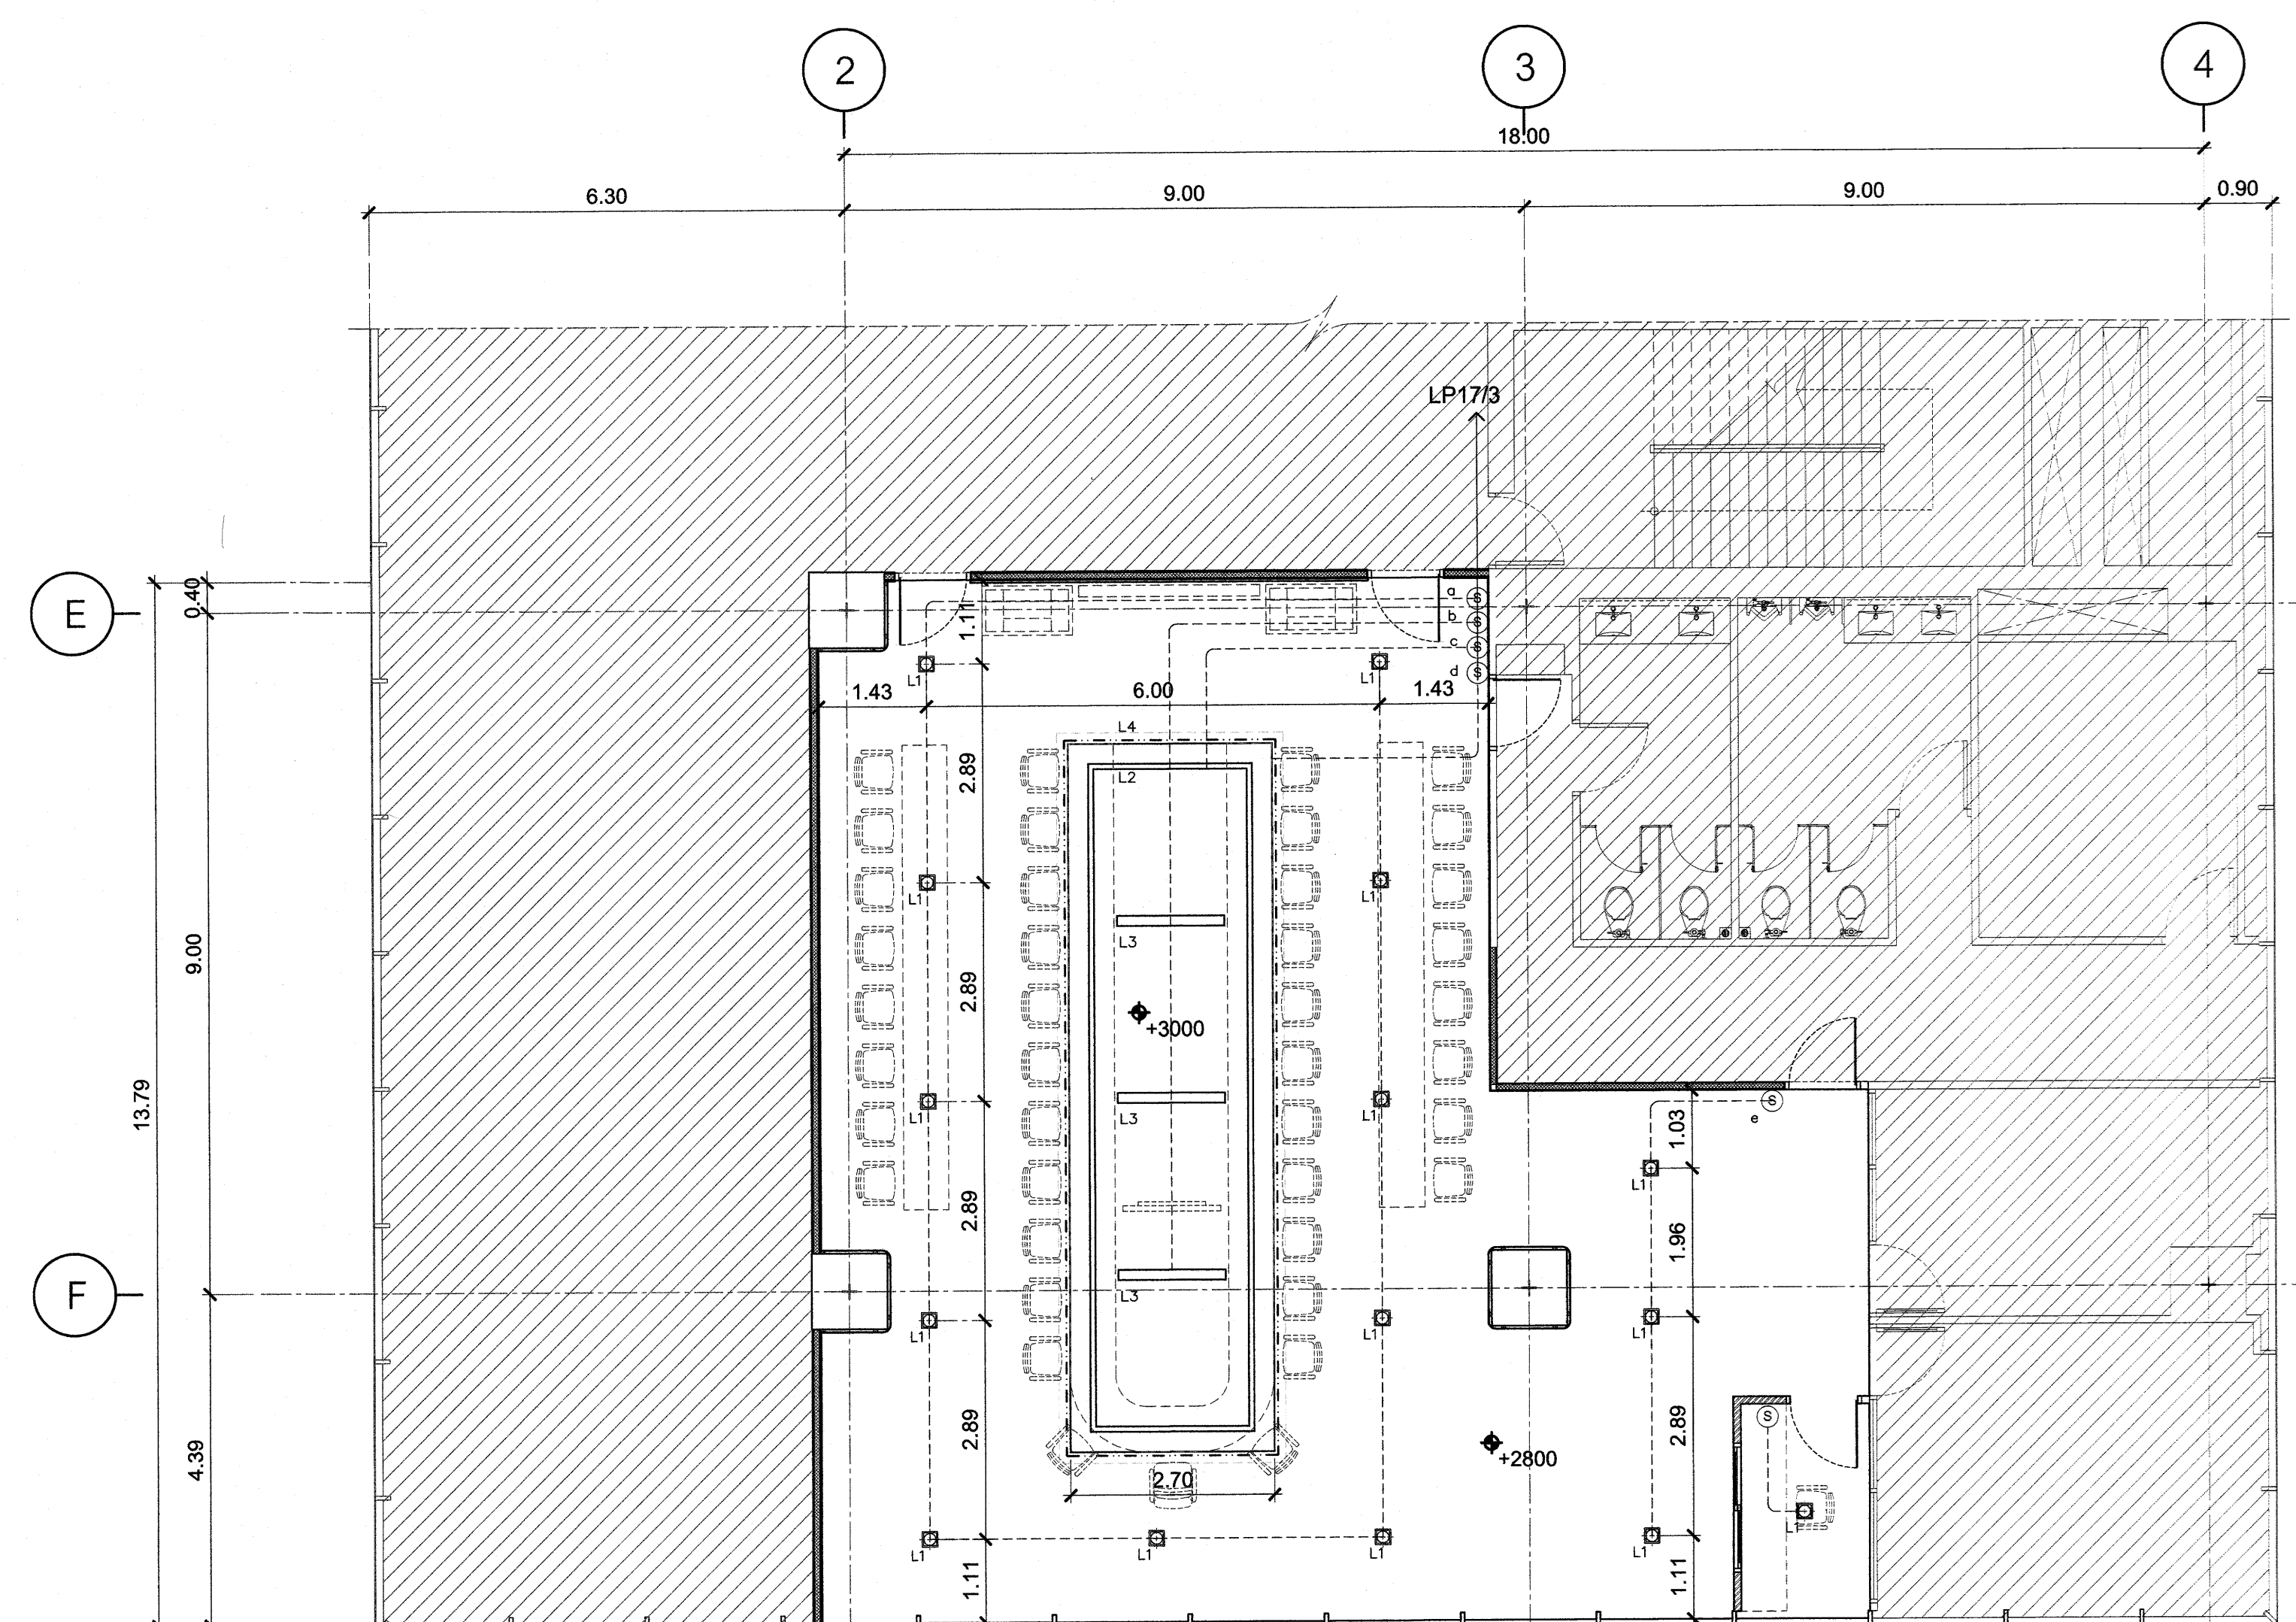 2
3
4
18.00
6.30
9.00
9.00
0.90
LP17/3
E
0.40
1.11
a
S
b
S
c
S
d
S
L1
L1
1.43
6.00
1.43
L4
L2
2.89
L1
L1
L3
9.00
2.89
+3000
13.79
L1
L3
L1
S
e
1.03
L1
2.89
1.96
F
L3
L1
L1
L1
2.89
2.89
S
4.39
+2800
2.70
L1
L1
L1
L1
L1
1.11
1.11